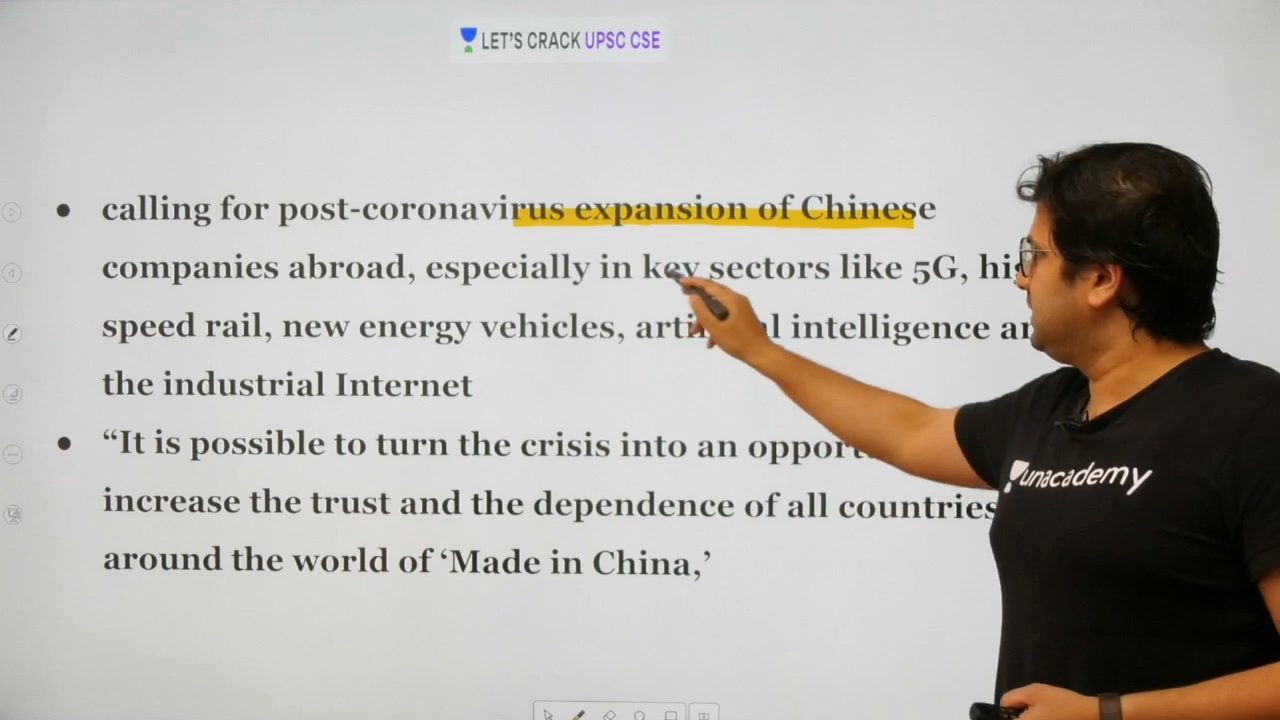 LET'S CRACK UPSC CSE
calling for post-coronavirus expansion of Chinese
companies abroad, especially in key sectors like 5G,
speed rail, new energy vehicles, intelligence
the industrial Internet
“It is possible to turn the crisis into an
increase the trust and the dependence of all countries
around the world of ‘Made in China,’
unacademy